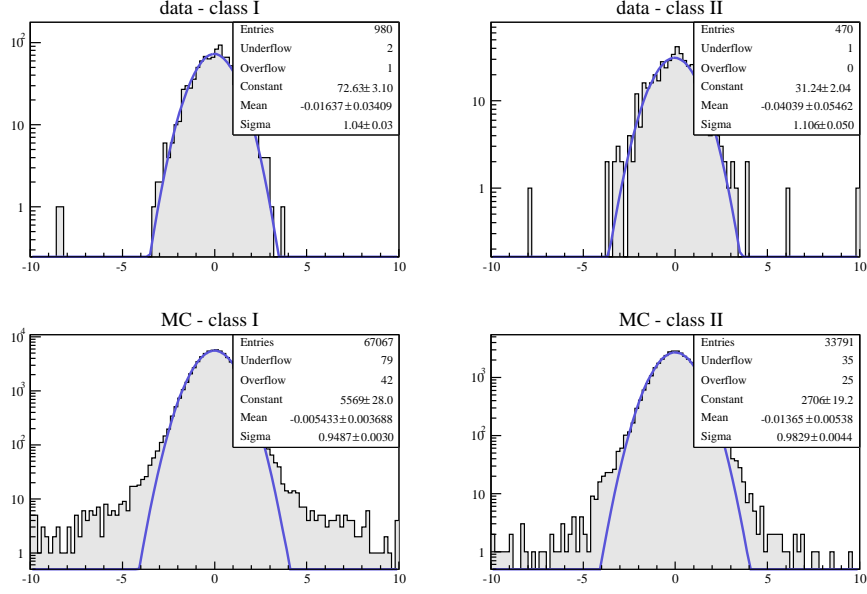 data - class I
Entries 980
Underflow 2
Overflow 1
Constant 72.63± 3.10
Mean -0.01637± 0.03409
Sigma 1.04± 0.03
10²
10
1
-10 -5 0 5 10
data - class II
Entries 470
Underflow 1
Overflow 0
Constant 31.24± 2.04
Mean -0.04039± 0.05462
Sigma 1.106± 0.050
10
1
-10 -5 0 5 10
MC - class I
Entries 67067
Underflow 79
Overflow 42
Constant 5569± 28.0
Mean -0.005433± 0.003688
Sigma 0.9487± 0.0030
10⁴
10³
10²
10
1
-10 -5 0 5 10
MC - class II
Entries 33791
Underflow 35
Overflow 25
Constant 2706± 19.2
Mean -0.01365± 0.00538
Sigma 0.9829± 0.0044
10³
10²
10
1
-10 -5 0 5 10